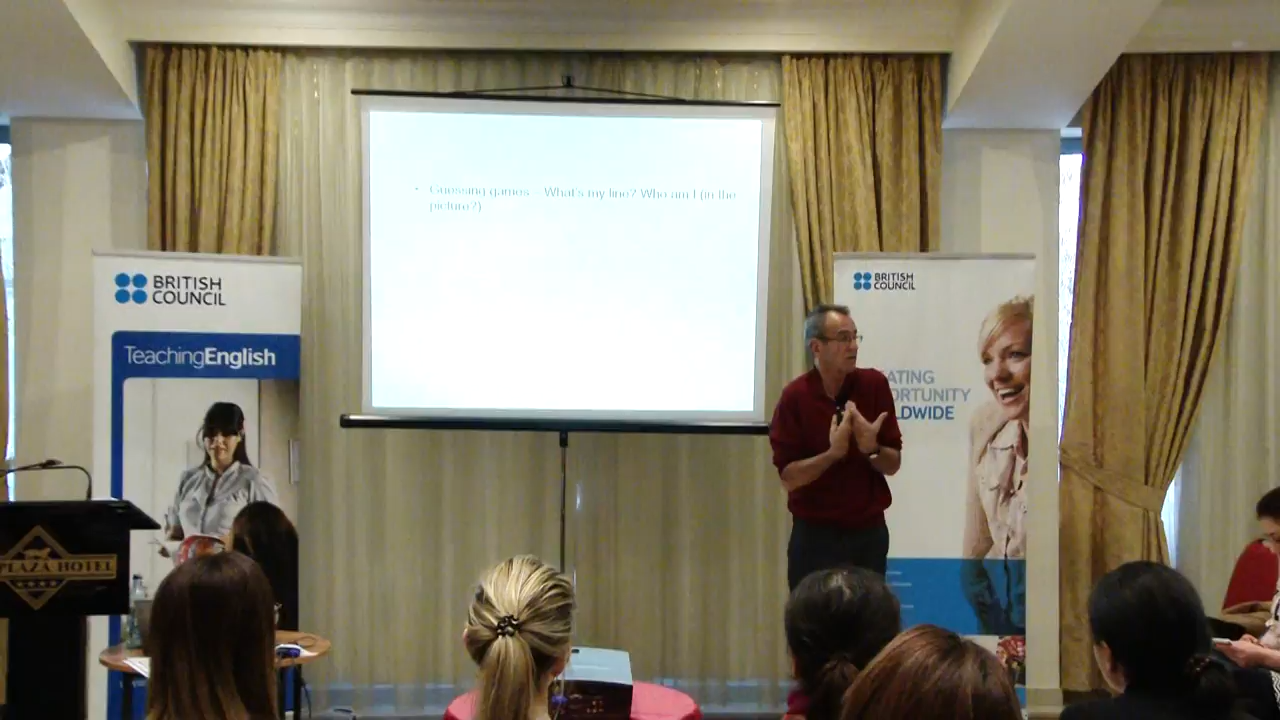 • Guessing games – What's my line? Who am I (in the
picture?)
BRITISH
COUNCIL
TeachingEnglish
BRITISH
COUNCIL
ATING
ORTUNITY
LDWIDE
PLAZA HOTEL